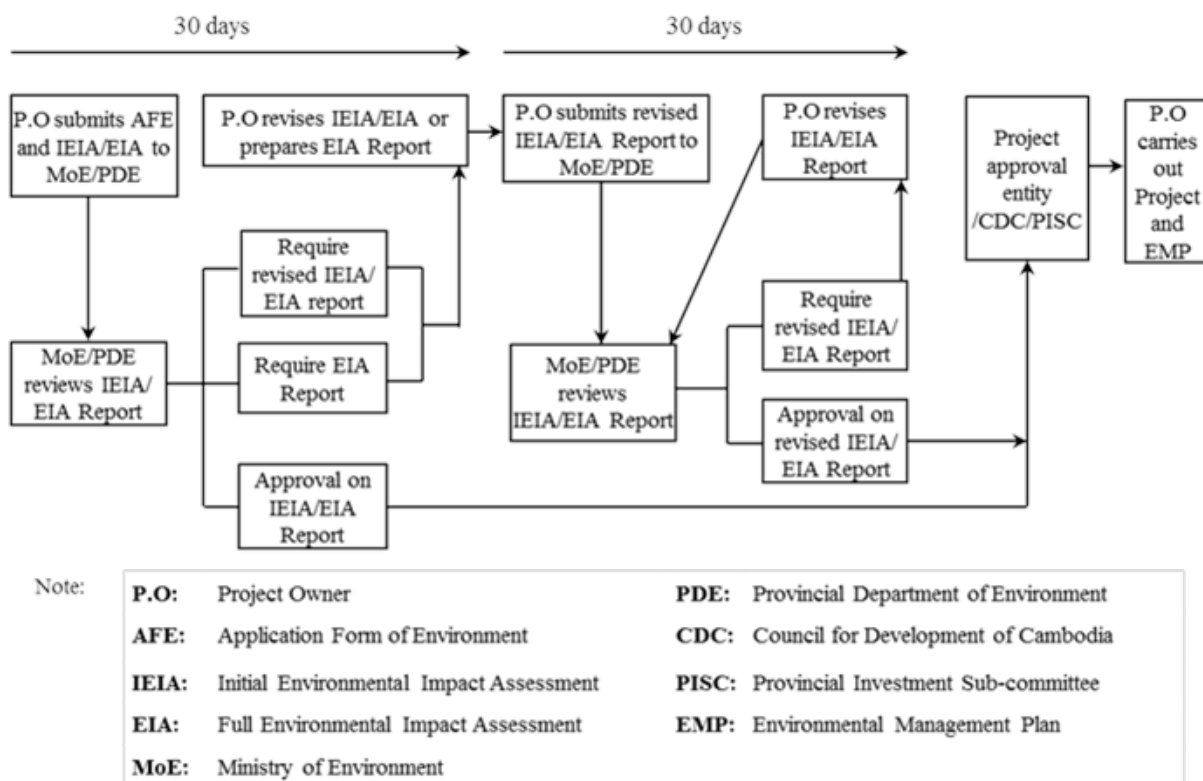 30 days
30 days
P.O submits AFE
and IEIA/EIA to
MoE/PDE
P.O revises IEIA/EIA or
prepares EIA Report
P.O submits revised
IEIA/EIA Report to
MoE/PDE
P.O revises
IEIA/EIA
Report
Project
approval
entity
/CDC/PISC
P.O
carries
out
Project
and
EMP
Require
revised IEIA/
EIA report
Require EIA
Report
MoE/PDE
reviews IEIA/
EIA Report
Approval on
IEIA/EIA
Report
MoE/PDE
reviews
IEIA/EIA Report
Require
revised IEIA/
EIA Report
Approval on
revised IEIA/
EIA Report
Note:
P.O: Project Owner
AFE: Application Form of Environment
IEIA: Initial Environmental Impact Assessment
EIA: Full Environmental Impact Assessment
MoE: Ministry of Environment
PDE: Provincial Department of Environment
CDC: Council for Development of Cambodia
PISC: Provincial Investment Sub-committee
EMP: Environmental Management Plan